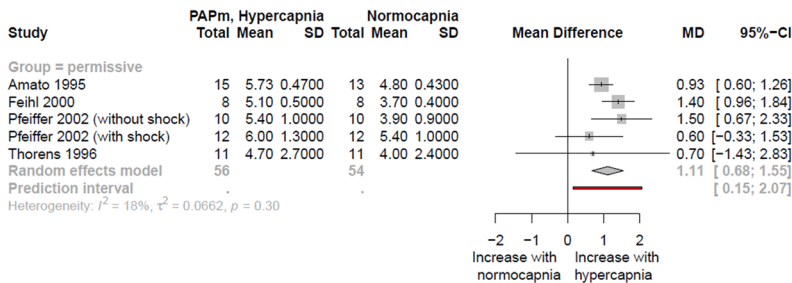 PAPm, Hypercapnia Normocapnia
Study Total Mean SD Total Mean SD Mean Difference MD 95%−CI
Group = permissive
Amato 1995 15 5.73 0.4700 13 4.80 0.4300 0.93 [ 0.60; 1.26]
Feihl 2000 8 5.10 0.5000 8 3.70 0.4000 1.40 [ 0.96; 1.84]
Pfeiffer 2002 (without shock) 10 5.40 1.0000 10 3.90 0.9000 1.50 [ 0.67; 2.33]
Pfeiffer 2002 (with shock) 12 6.00 1.3000 12 5.40 1.0000 0.60 [−0.33; 1.53]
Thorens 1996 11 4.70 2.7000 11 4.00 2.4000 0.70 [−1.43; 2.83]
Random effects model 56 54 1.11 [ 0.68; 1.55]
Prediction interval . . [ 0.15; 2.07]
Heterogeneity: I² = 18%, τ² = 0.0662, p = 0.30
−2 −1 0 1 2
Increase with Increase with
normocapnia hypercapnia